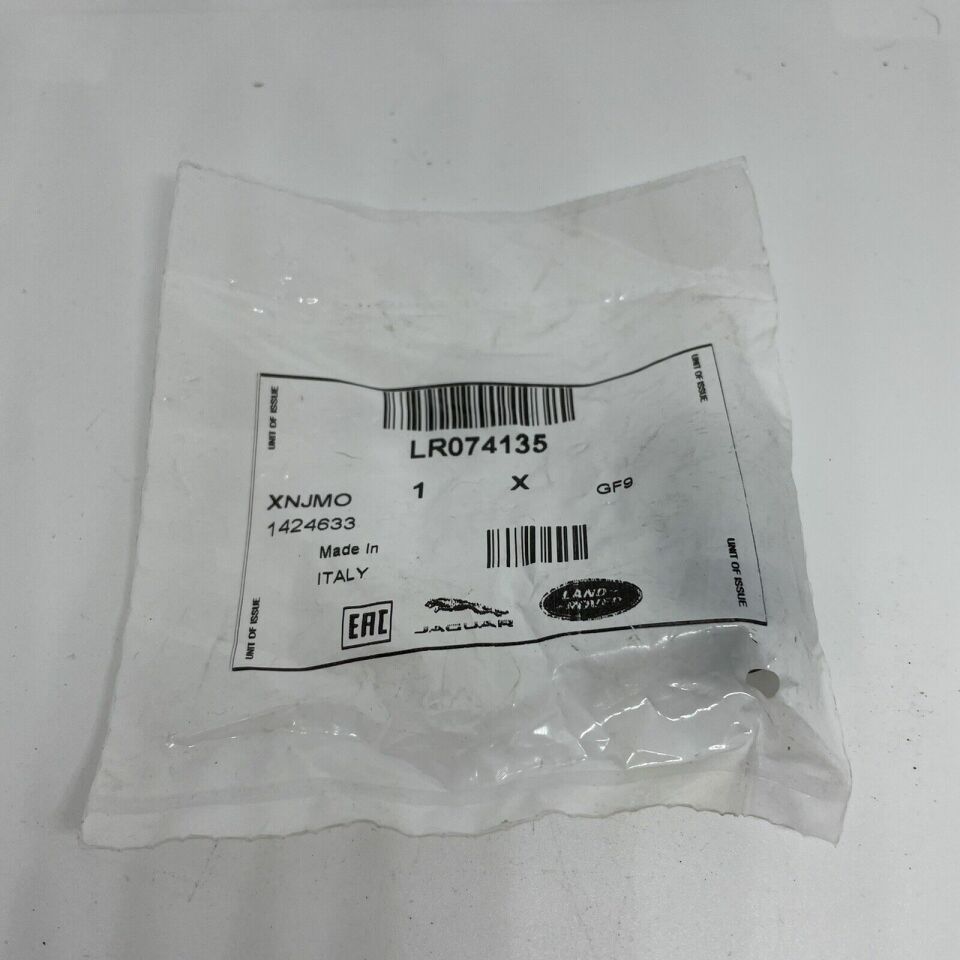 UNIT OF ISSUE
UNIT OF ISSUE
LR074135
1 X GF9
XNJMO
1424633
Made In
ITALY
EAC
JAGUAR
LAND
ROVER
UNIT OF ISSUE
UNIT OF ISSUE